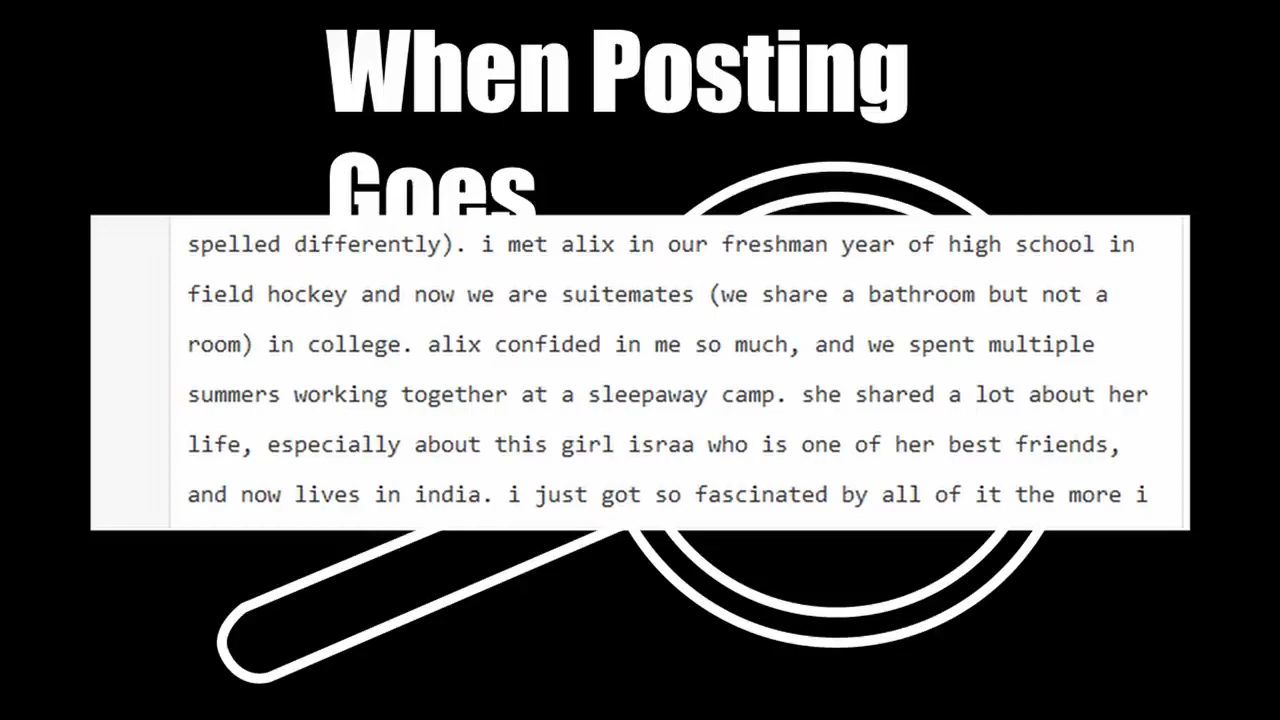 When Posting
Goes
spelled differently). i met alix in our freshman year of high school in
field hockey and now we are suitemates (we share a bathroom but not a
room) in college. alix confided in me so much, and we spent multiple
summers working together at a sleepaway camp. she shared a lot about her
life, especially about this girl israa who is one of her best friends,
and now lives in india. i just got so fascinated by all of it the more i